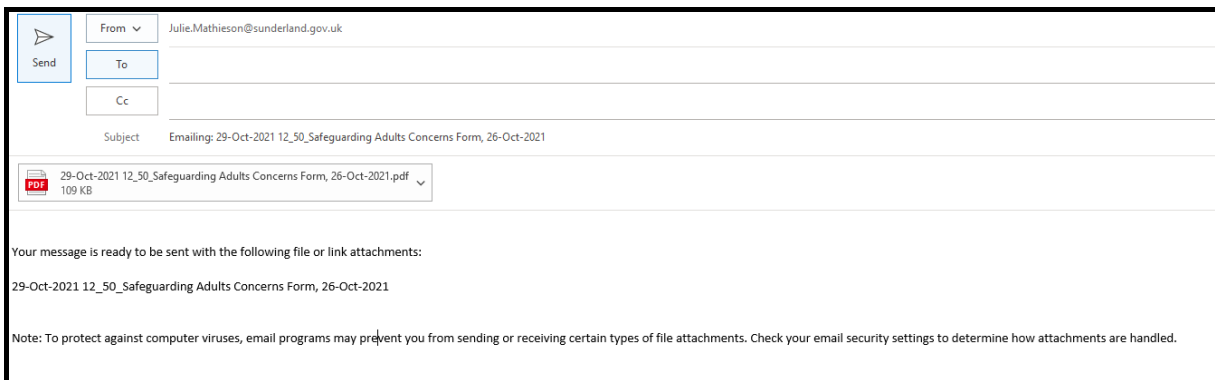 From
Julie.Mathieson@sunderland.gov.uk
Send
To
Cc
Subject
Emailing: 29-Oct-2021 12_50_Safeguarding Adults Concerns Form, 26-Oct-2021
PDF
29-Oct-2021 12_50_Safeguarding Adults Concerns Form, 26-Oct-2021.pdf
109 KB
Your message is ready to be sent with the following file or link attachments:
29-Oct-2021 12_50_Safeguarding Adults Concerns Form, 26-Oct-2021
Note: To protect against computer viruses, email programs may prevent you from sending or receiving certain types of file attachments. Check your email security settings to determine how attachments are handled.